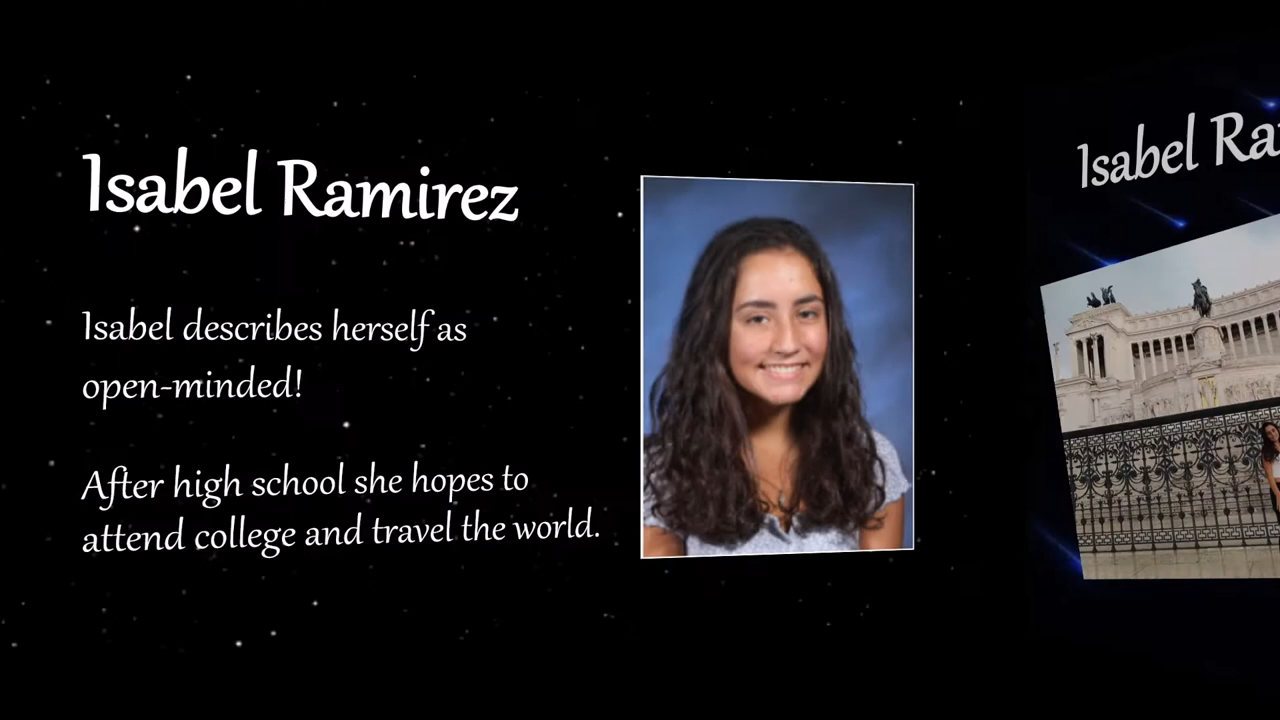 Isabel Ramirez
Isabel describes herself as
open-minded!
After high school she hopes to
attend college and travel the world.
Isabel